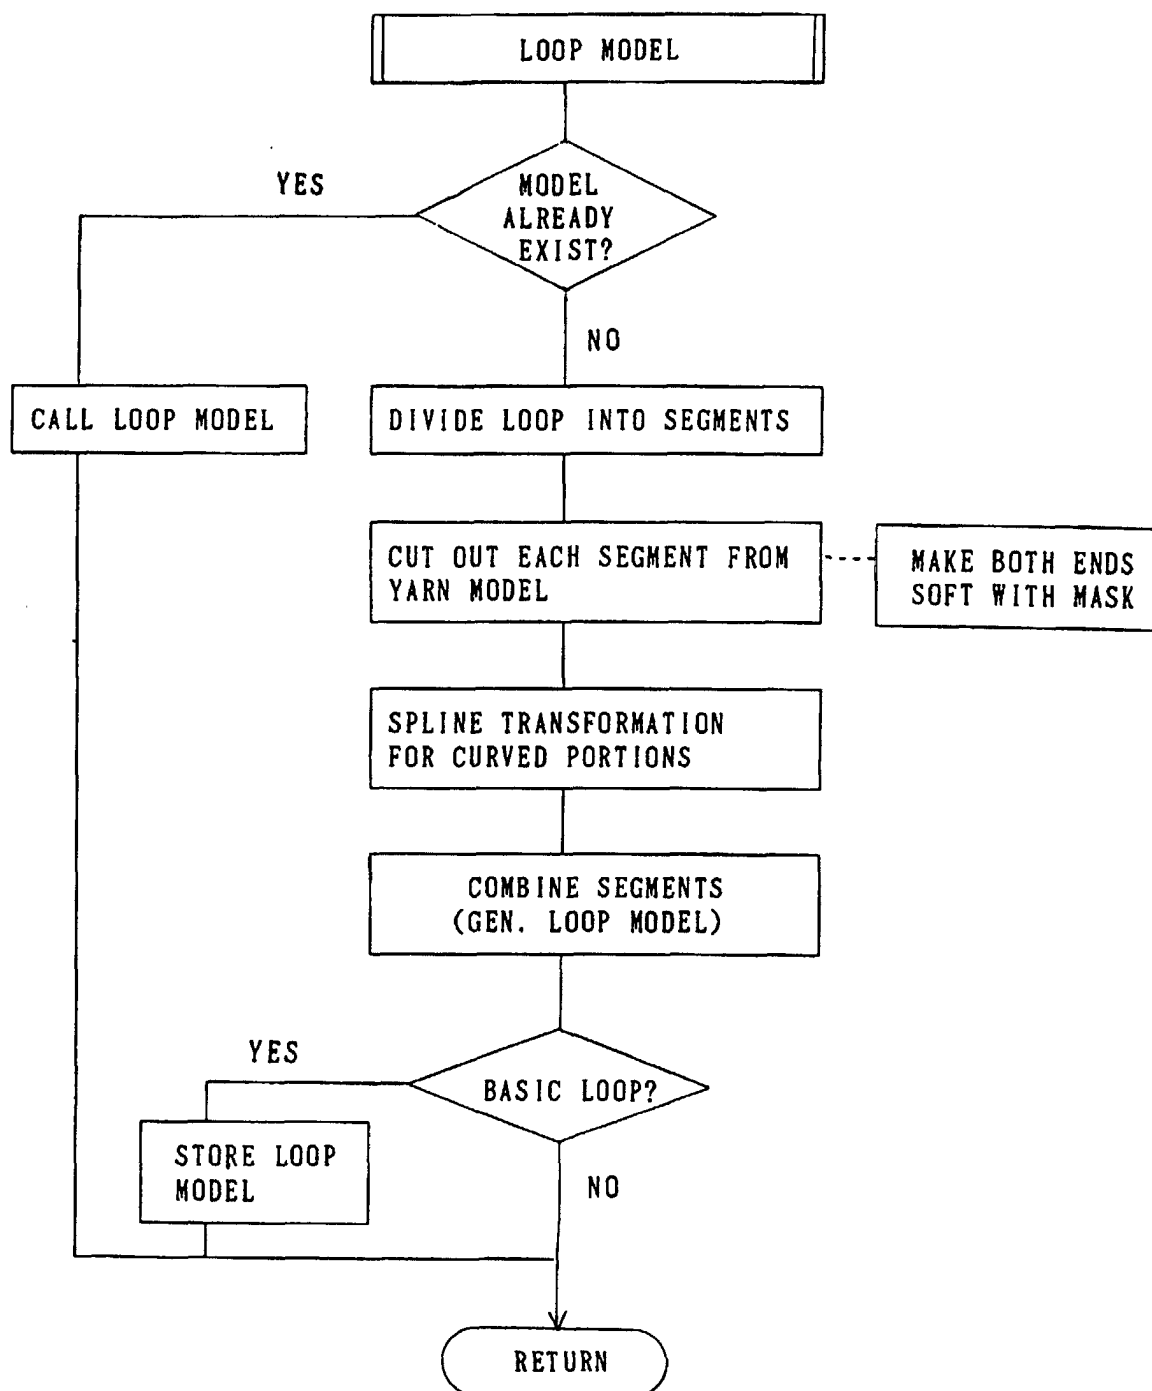 LOOP MODEL
YES
MODEL
ALREADY
EXIST?
NO
CALL LOOP MODEL
DIVIDE LOOP INTO SEGMENTS
CUT OUT EACH SEGMENT FROM
YARN MODEL
MAKE BOTH ENDS
SOFT WITH MASK
SPLINE TRANSFORMATION
FOR CURVED PORTIONS
COMBINE SEGMENTS
(GEN. LOOP MODEL)
YES
BASIC LOOP?
STORE LOOP
MODEL
NO
RETURN